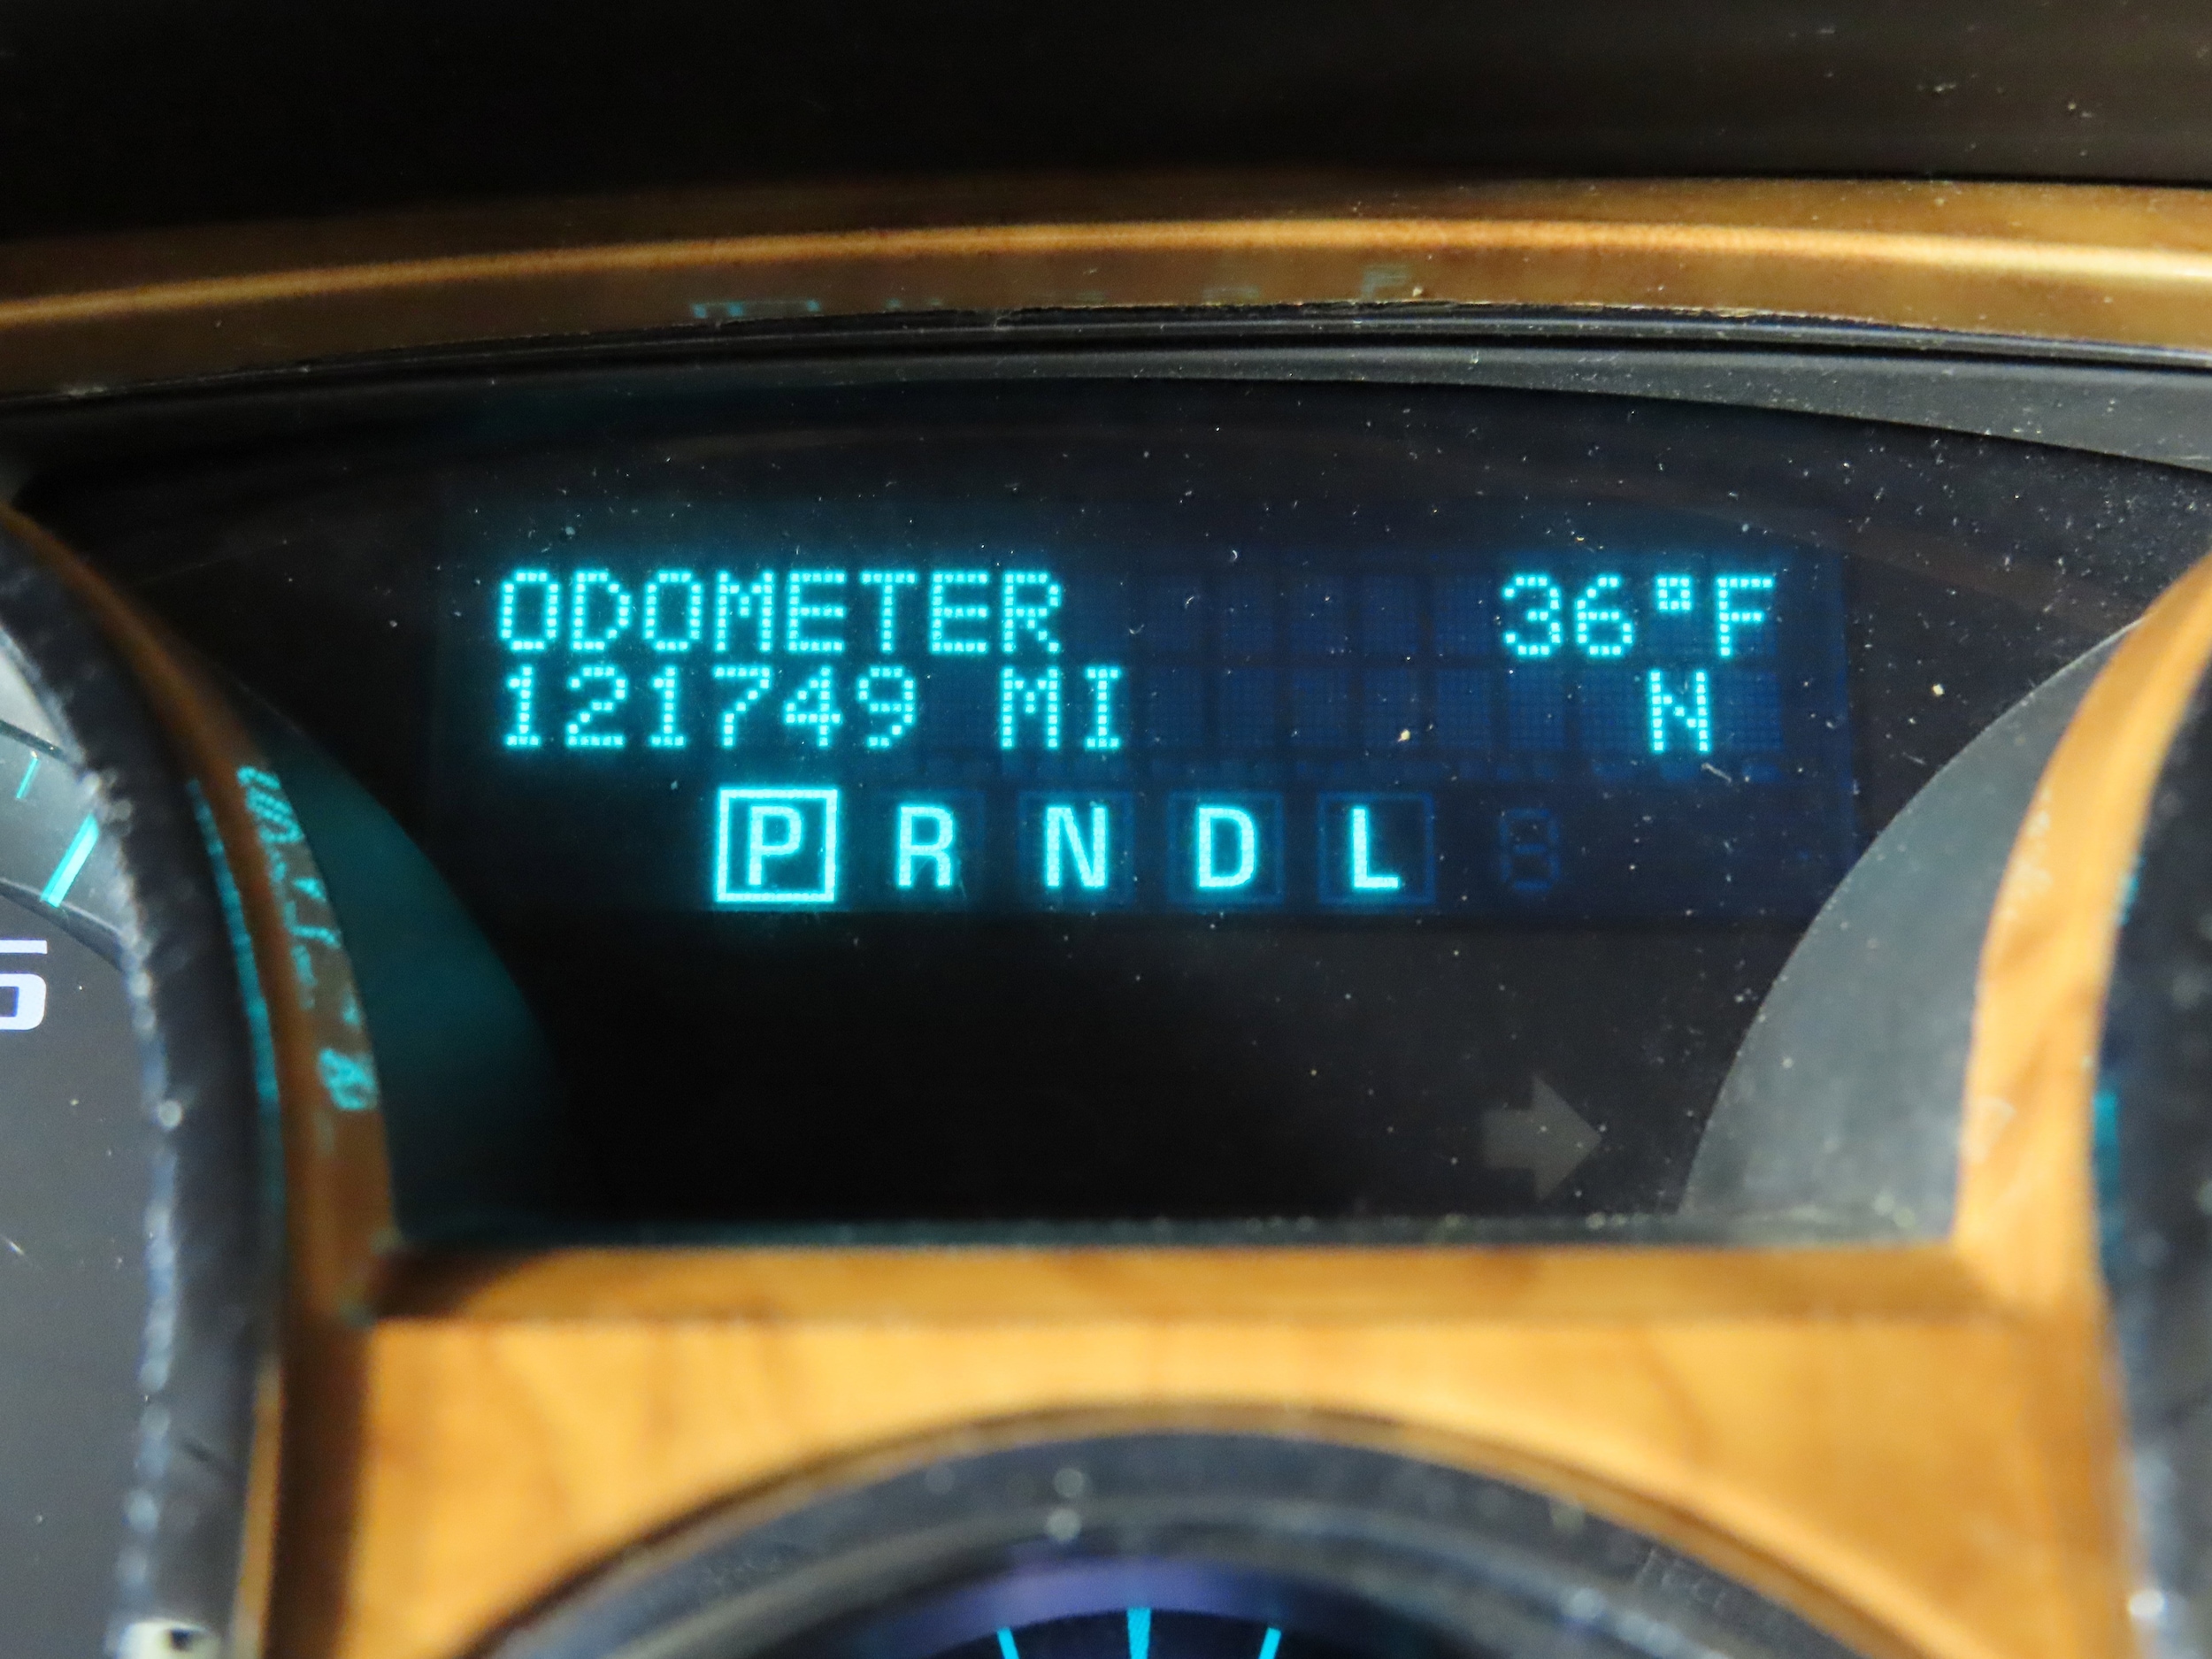 ODOMETER 36°F
121749 MI N
P R N D L